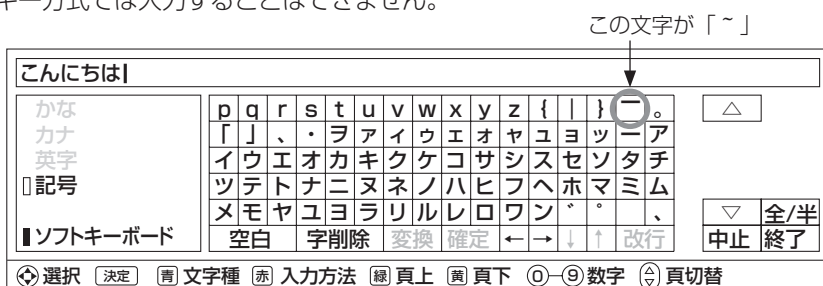 キー方式では入力することはできません。
この文字が「~」
こんにちは
かな
カナ
英字
記号
ソフトキーボード
p q r s t u v w x y z { | } ‾ 。
「 」 、 ・ ヲ ァ ィ ゥ ェ ォ ャ ュ ョ ッ ー ア
イ ウ エ オ カ キ ク ケ コ サ シ ス セ ソ タ チ
ツ テ ト ナ ニ ヌ ネ ノ ハ ヒ フ ヘ ホ マ ミ ム
メ モ ヤ ユ ヨ ラ リ ル レ ロ ワ ン ゛ ゜ 、
空白 字削除 変換 確定 ← → ↓ ↑ 改行
△
▽ 全/半
中止 終了
選択 決定 青 文字種 赤 入力方法 緑 頁上 黄 頁下 0–9 数字 頁切替